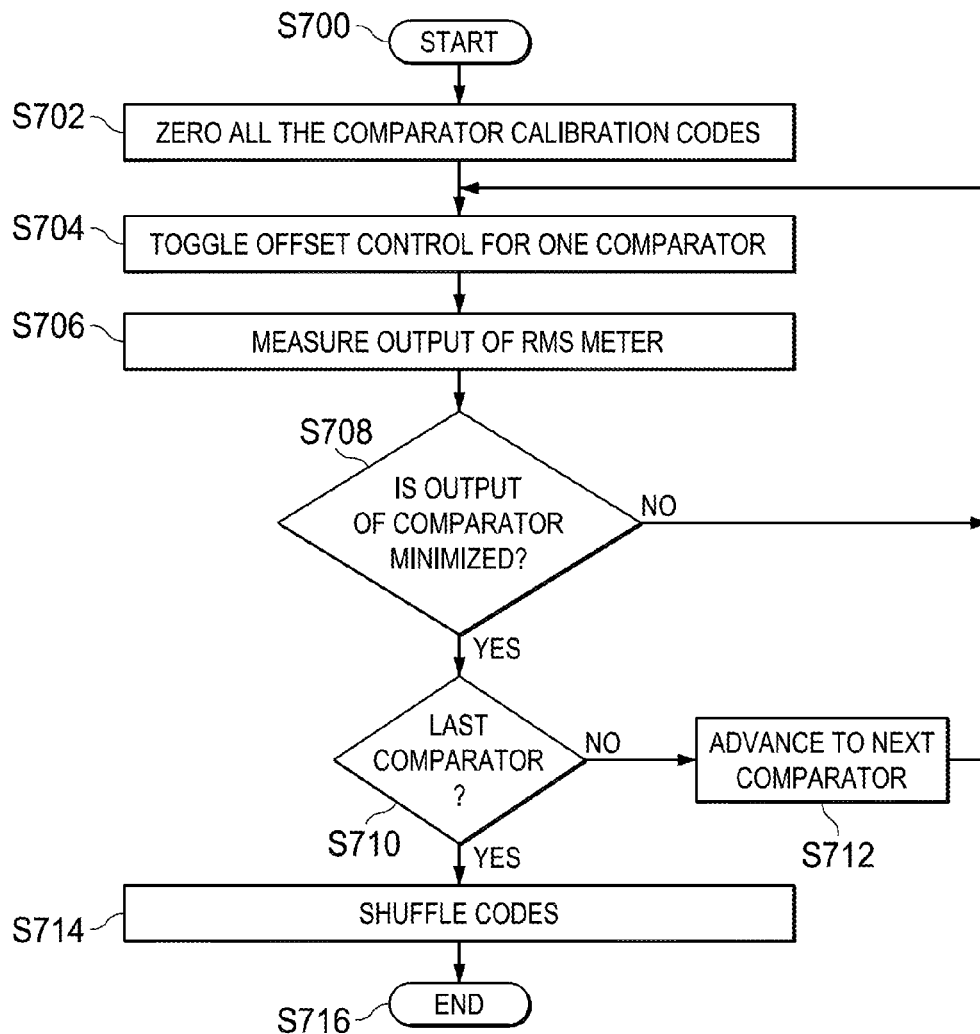 S700
START
S702
ZERO ALL THE COMPARATOR CALIBRATION CODES
S704
TOGGLE OFFSET CONTROL FOR ONE COMPARATOR
S706
MEASURE OUTPUT OF RMS METER
S708
IS OUTPUT
OF COMPARATOR
MINIMIZED?
NO
YES
LAST
COMPARATOR
?
NO
ADVANCE TO NEXT
COMPARATOR
S710
S712
YES
S714
SHUFFLE CODES
S716
END